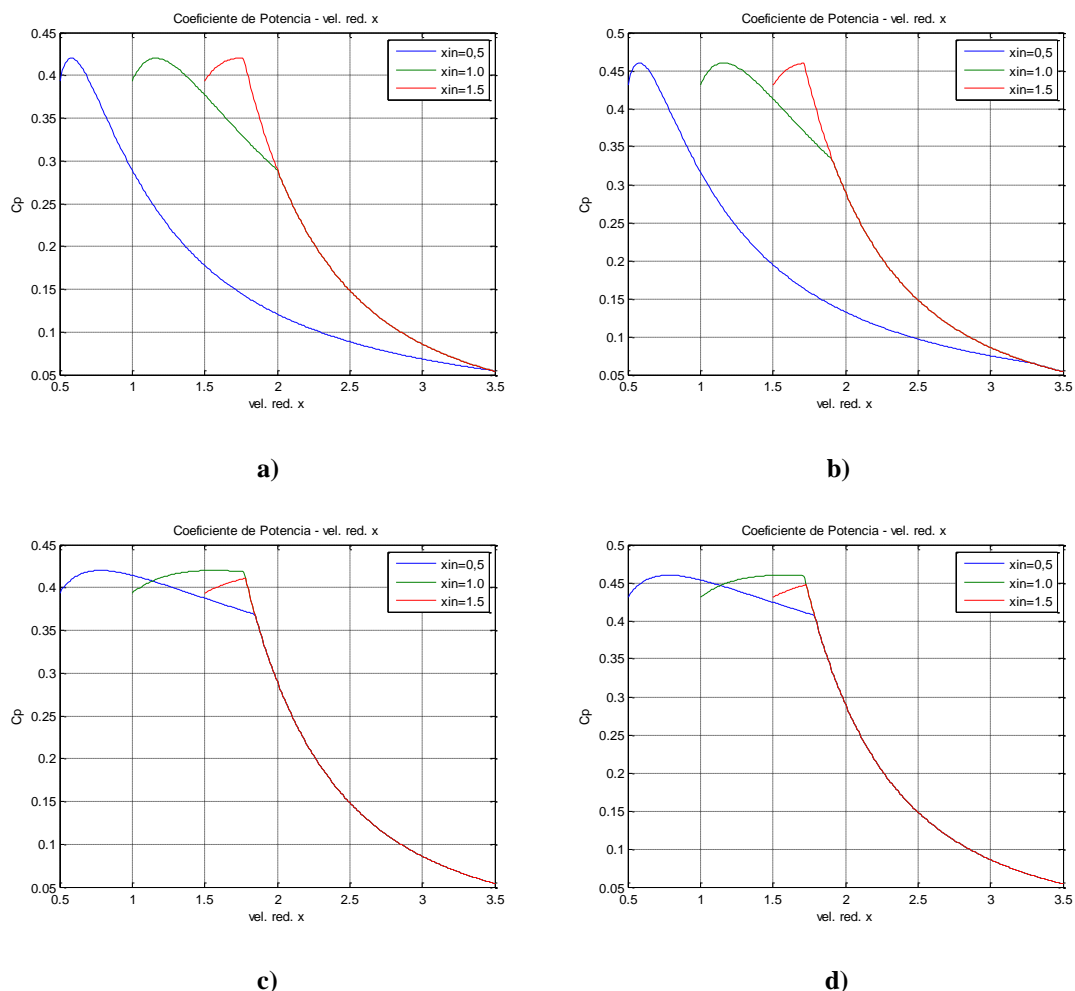 Coeficiente de Potencia - vel. red. x
0.45
0.4
0.35
0.3
0.25
0.2
0.15
0.1
0.05
Cp
xin=0,5
xin=1.0
xin=1.5
0.5 1 1.5 2 2.5 3 3.5
vel. red. x
a)
Coeficiente de Potencia - vel. red. x
0.5
0.45
0.4
0.35
0.3
0.25
0.2
0.15
0.1
0.05
Cp
xin=0,5
xin=1.0
xin=1.5
0.5 1 1.5 2 2.5 3 3.5
vel. red. x
b)
Coeficiente de Potencia - vel. red. x
0.45
0.4
0.35
0.3
0.25
0.2
0.15
0.1
0.05
Cp
xin=0,5
xin=1.0
xin=1.5
0.5 1 1.5 2 2.5 3 3.5
vel. red. x
c)
Coeficiente de Potencia - vel. red. x
0.5
0.45
0.4
0.35
0.3
0.25
0.2
0.15
0.1
0.05
Cp
xin=0,5
xin=1.0
xin=1.5
0.5 1 1.5 2 2.5 3 3.5
vel. red. x
d)